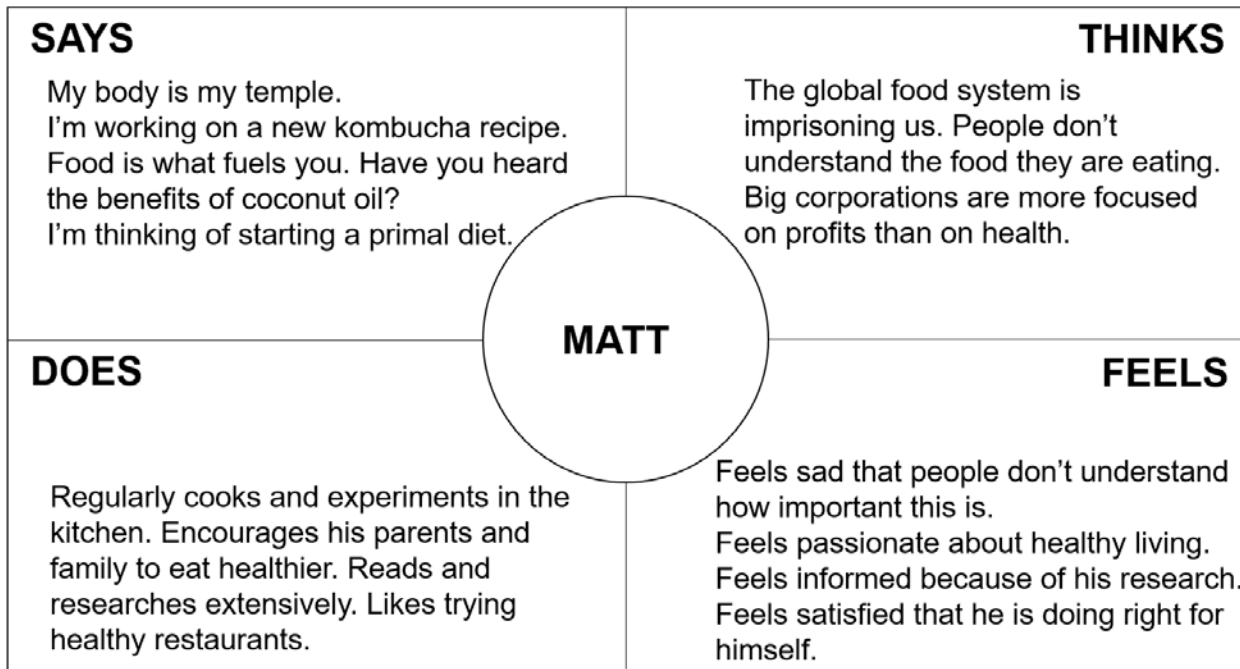 SAYS
My body is my temple.
I'm working on a new kombucha recipe.
Food is what fuels you. Have you heard
the benefits of coconut oil?
I'm thinking of starting a primal diet.
THINKS
The global food system is
imprisoning us. People don't
understand the food they are eating.
Big corporations are more focused
on profits than on health.
MATT
DOES
Regularly cooks and experiments in the
kitchen. Encourages his parents and
family to eat healthier. Reads and
researches extensively. Likes trying
healthy restaurants.
FEELS
Feels sad that people don't understand
how important this is.
Feels passionate about healthy living.
Feels informed because of his research.
Feels satisfied that he is doing right for
himself.